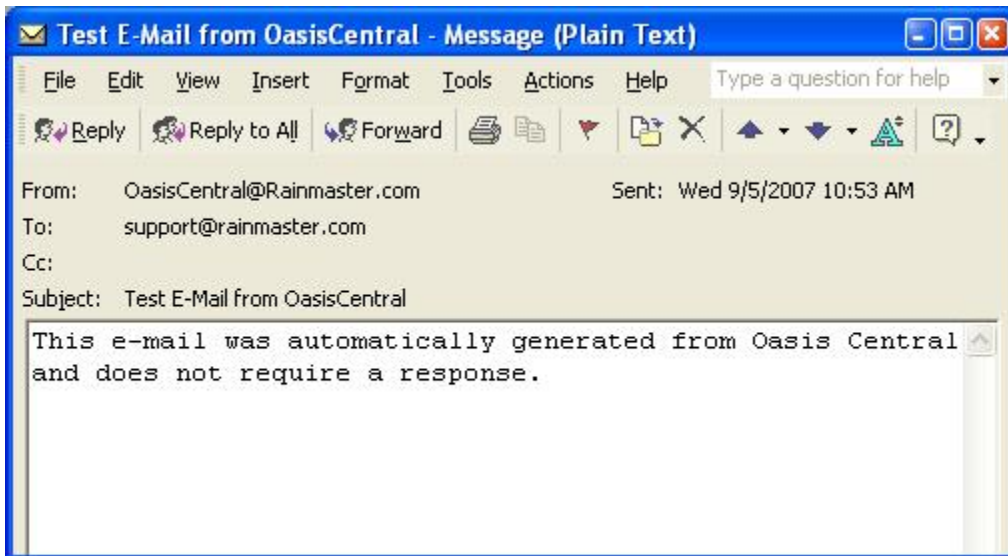 Test E-Mail from OasisCentral - Message (Plain Text)
File Edit View Insert Format Tools Actions Help Type a question for help
Reply Reply to All Forward
From: OasisCentral@Rainmaster.com Sent: Wed 9/5/2007 10:53 AM
To: support@rainmaster.com
Cc:
Subject: Test E-Mail from OasisCentral
This e-mail was automatically generated from Oasis Central
and does not require a response.